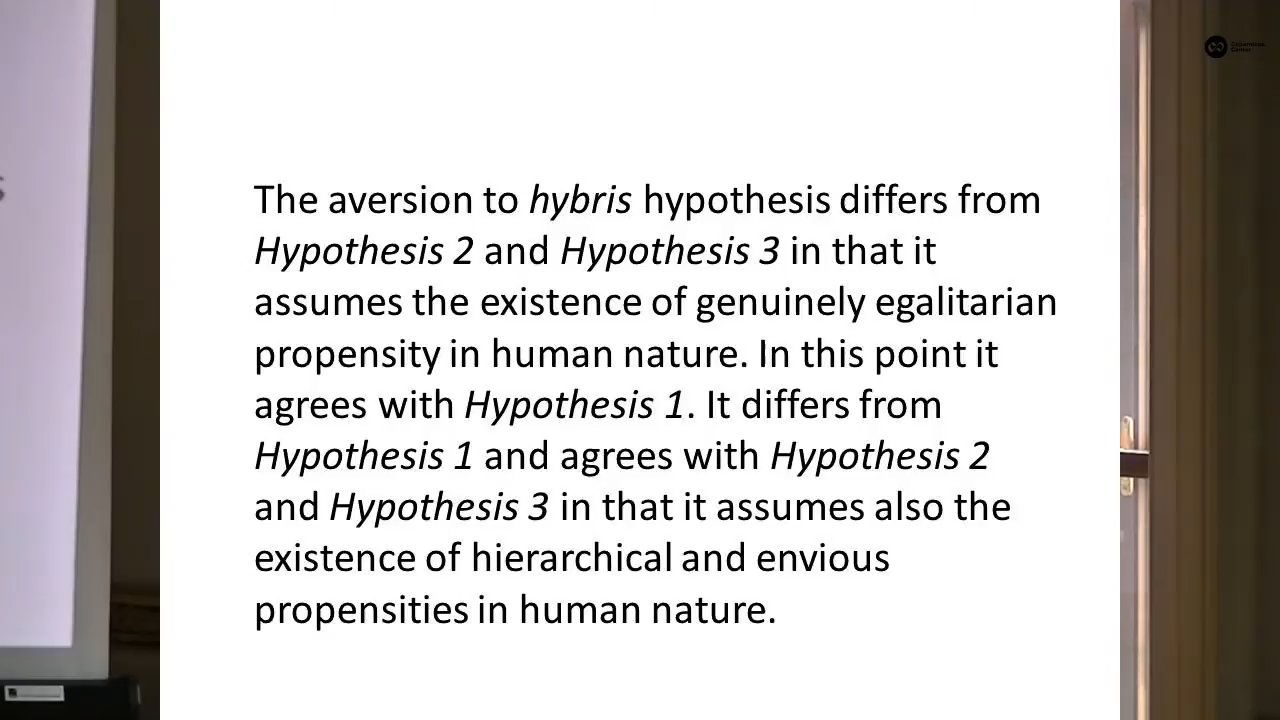 The aversion to hybris hypothesis differs from
Hypothesis 2 and Hypothesis 3 in that it
assumes the existence of genuinely egalitarian
propensity in human nature. In this point it
agrees with Hypothesis 1. It differs from
Hypothesis 1 and agrees with Hypothesis 2
and Hypothesis 3 in that it assumes also the
existence of hierarchical and envious
propensities in human nature.